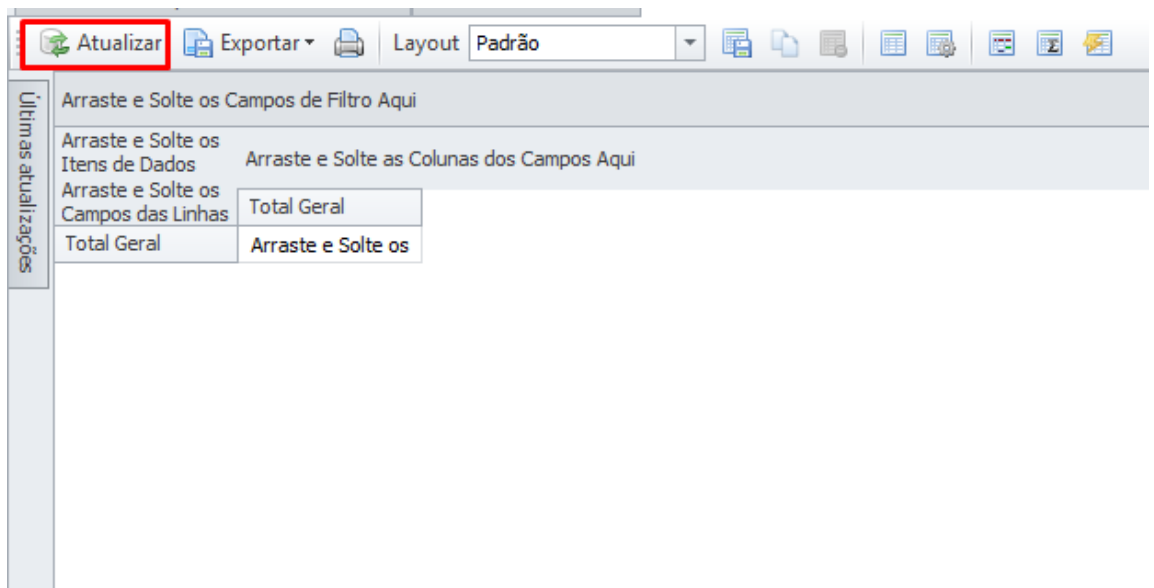 Atualizar Exportar Layout Padrão
Últimas atualizações
Arraste e Solte os Campos de Filtro Aqui
Arraste e Solte os
Itens de Dados
Arraste e Solte as Colunas dos Campos Aqui
Arraste e Solte os
Campos das Linhas
Total Geral
Total Geral
Arraste e Solte os